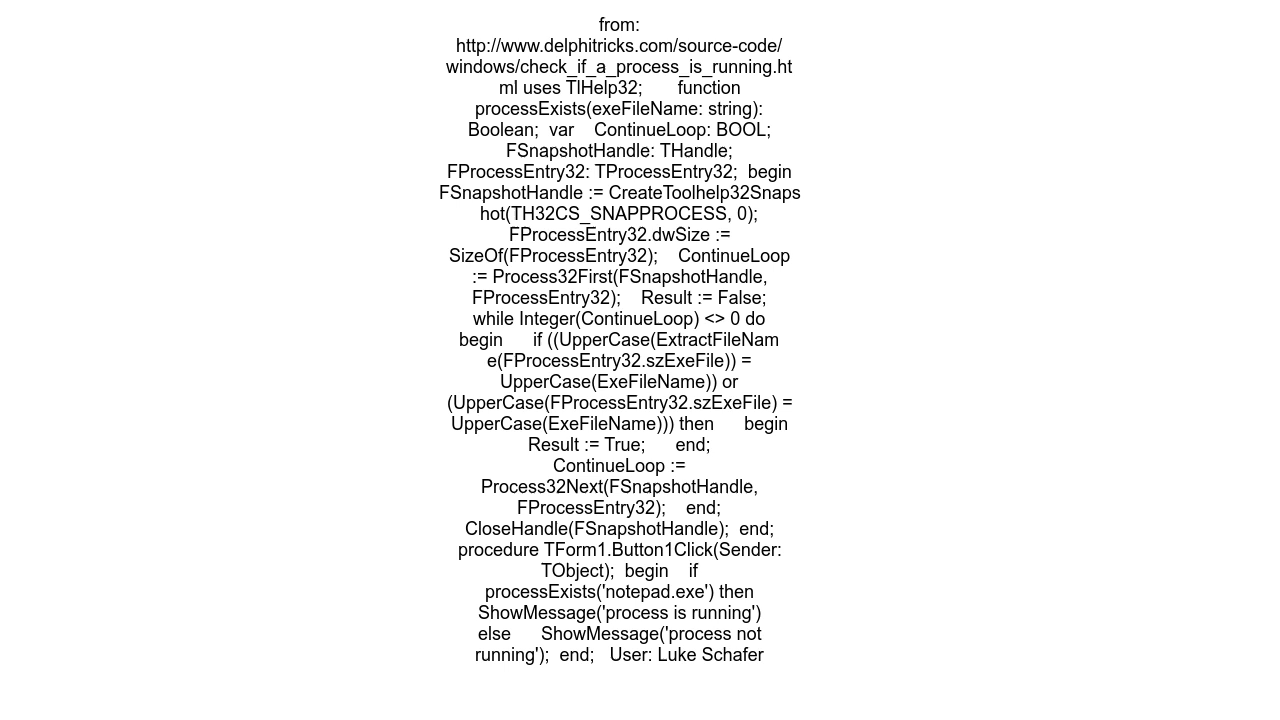 from:
http://www.delphitricks.com/source-code/
windows/check_if_a_process_is_running.ht
ml uses TlHelp32;       function
processExists(exeFileName: string):
Boolean;  var    ContinueLoop: BOOL;
FSnapshotHandle: THandle;
FProcessEntry32: TProcessEntry32;  begin
FSnapshotHandle := CreateToolhelp32Snaps
hot(TH32CS_SNAPPROCESS, 0);
FProcessEntry32.dwSize :=
SizeOf(FProcessEntry32);    ContinueLoop
:= Process32First(FSnapshotHandle,
FProcessEntry32);    Result := False;
while Integer(ContinueLoop) <> 0 do
begin      if ((UpperCase(ExtractFileNam
e(FProcessEntry32.szExeFile)) =
UpperCase(ExeFileName)) or
(UpperCase(FProcessEntry32.szExeFile) =
UpperCase(ExeFileName))) then      begin
Result := True;      end;
ContinueLoop :=
Process32Next(FSnapshotHandle,
FProcessEntry32);    end;
CloseHandle(FSnapshotHandle);  end;
procedure TForm1.Button1Click(Sender:
TObject);  begin    if
processExists('notepad.exe') then
ShowMessage('process is running')
else      ShowMessage('process not
running');  end;   User: Luke Schafer